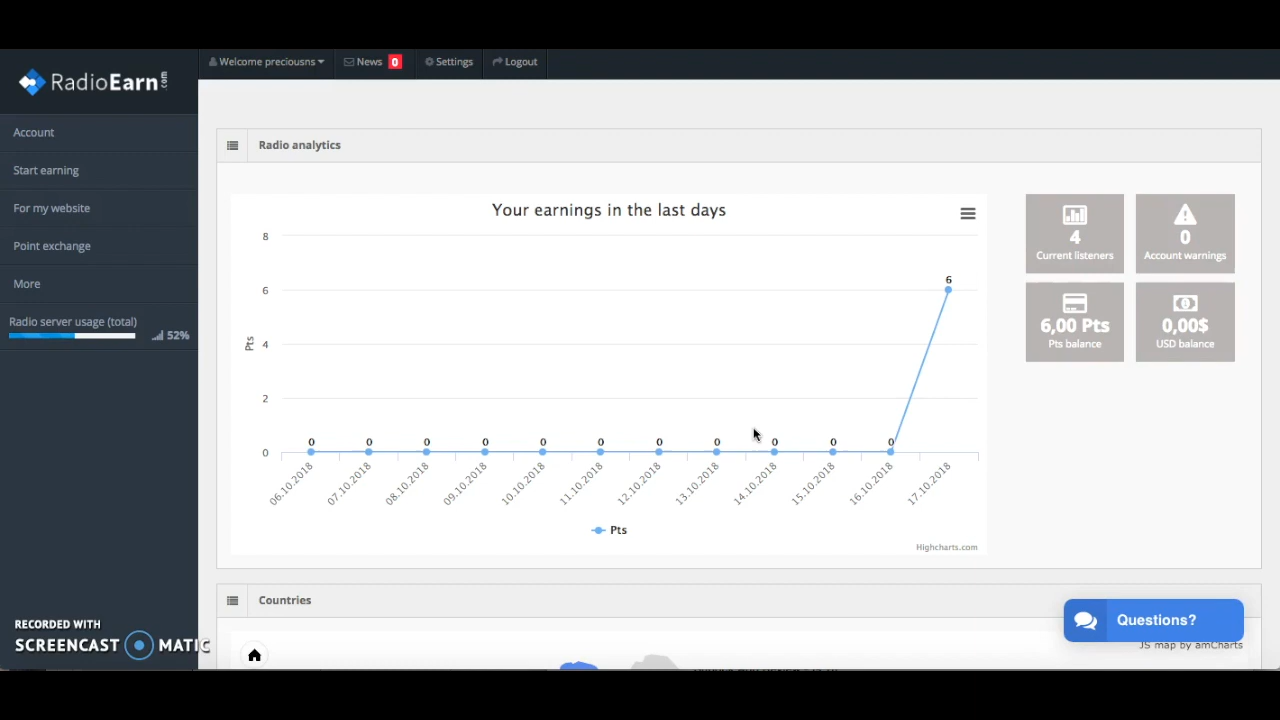 RadioEarn.com
Welcome preciousns
News 0
Settings
Logout
Account
Start earning
For my website
Point exchange
More
Radio server usage (total)
52%
Radio analytics
Your earnings in the last days
8
6
4
2
0
Pts
0 0 0 0 0 0 0 0 0 0 0 6
06.10.2018 07.10.2018 08.10.2018 09.10.2018 10.10.2018 11.10.2018 12.10.2018 13.10.2018 14.10.2018 15.10.2018 16.10.2018 17.10.2018
Pts
Highcharts.com
4
Current listeners
0
Account warnings
6,00 Pts
Pts balance
0,00$
USD balance
Countries
Questions?
JS map by amCharts
RECORDED WITH
SCREENCAST MATIC